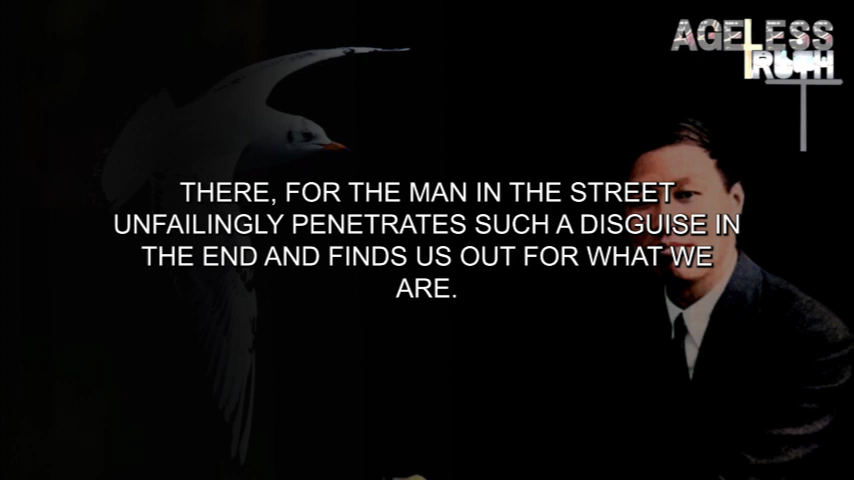 AGELESS
TRUTH
THERE, FOR THE MAN IN THE STREET
UNFAILINGLY PENETRATES SUCH A DISGUISE IN
THE END AND FINDS US OUT FOR WHAT WE
ARE.